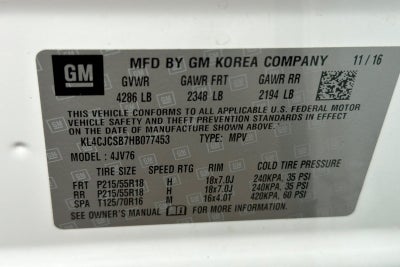 GM MFD BY GM KOREA COMPANY 11/16
GVWR GAWR FRT GAWR RR
4286 LB 2348 LB 2194 LB
THIS VEHICLE CONFORMS TO ALL APPLICABLE U.S. FEDERAL MOTOR
VEHICLE SAFETY, BUMPER, AND THEFT PREVENTION STANDARDS IN
EFFECT ON THE DATE OF MANUFACTURE SHOWN ABOVE.
KL4CJCSB7HB077453 TYPE: MPV
MODEL: 4JV76
TIRE SIZE SPEED RTG RIM COLD TIRE PRESSURE
FRT P215/55R18 H 18x7.0J 240KPA, 35 PSI
RR P215/55R18 H 18x7.0J 240KPA, 35 PSI
SPA T125/70R16 M 16x4.0T 420KPA, 60 PSI
SEE OWNER'S MANUAL FOR MORE INFORMATION.